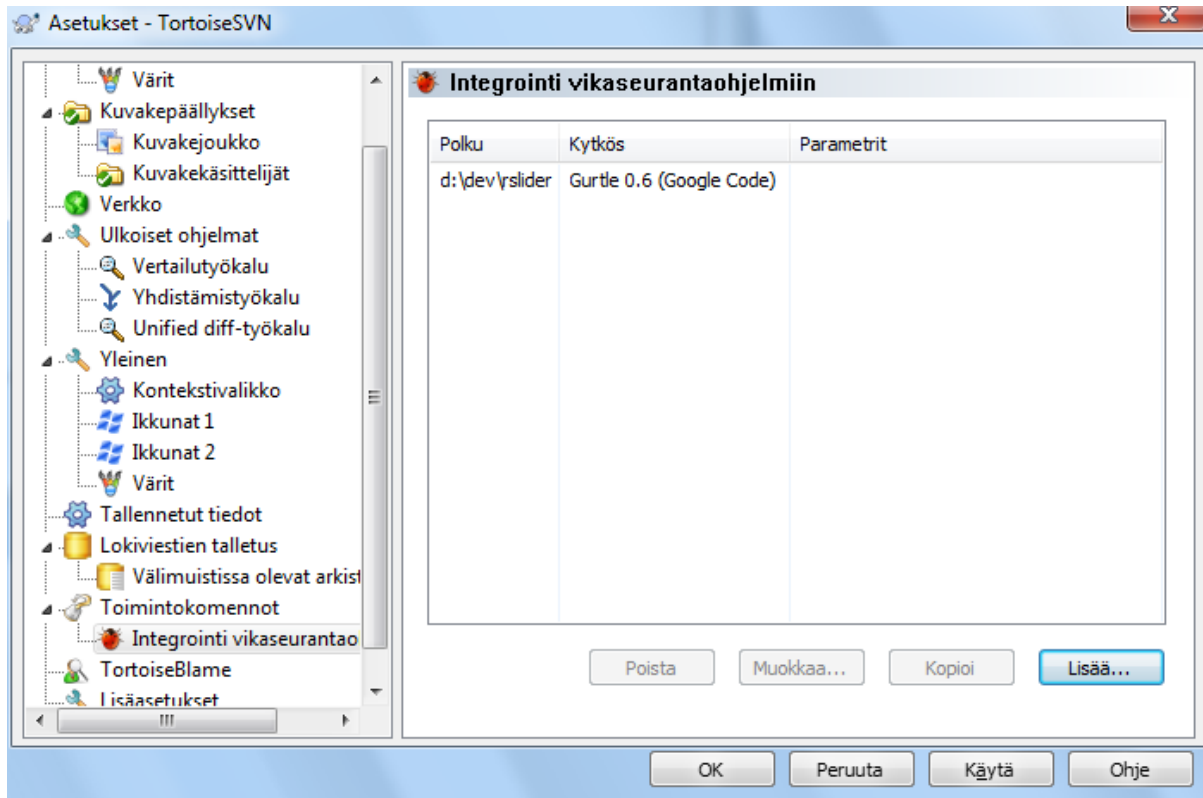 Asetukset - TortoiseSVN
Värit
Kuvakepäällykset
Kuvakejoukko
Kuvakekäsittelijät
Verkko
Ulkoiset ohjelmat
Vertailutyökalu
Yhdistämistyökalu
Unified diff-työkalu
Yleinen
Kontekstivalikko
Ikkunat 1
Ikkunat 2
Värit
Tallennetut tiedot
Lokiviestien talletus
Välimuistissa olevat arkist
Toimintokomennot
Integrointi vikaseurantao
TortoiseBlame
Lisäasetukset
Integrointi vikaseurantaohjelmiin
Polku Kytkös Parametrit
d:\dev\rslider Gurtle 0.6 (Google Code)
Poista Muokkaa... Kopioi Lisää...
OK Peruuta Käytä Ohje